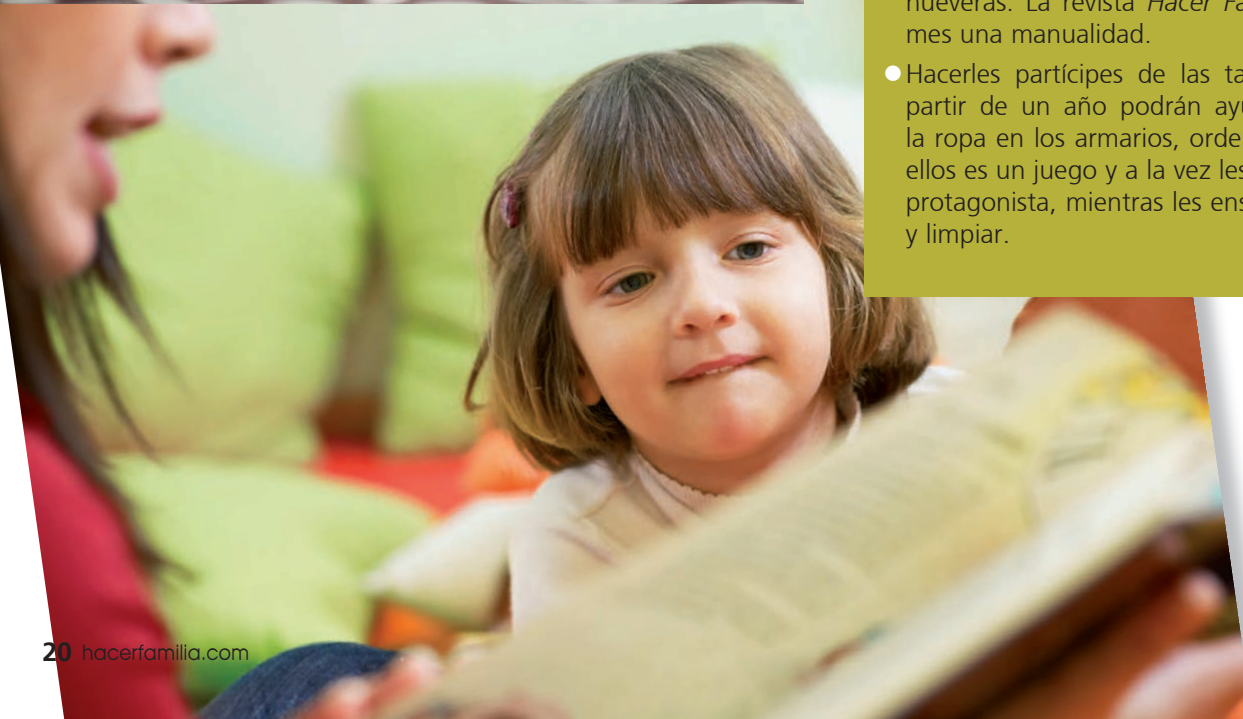 nueveras. La revista Hacer Fa
mes una manualidad.
● Hacerles partícipes de las ta
partir de un año podrán ayu
la ropa en los armarios, orde
ellos es un juego y a la vez les
protagonista, mientras les ens
y limpiar.
20 hacerfamilia.com